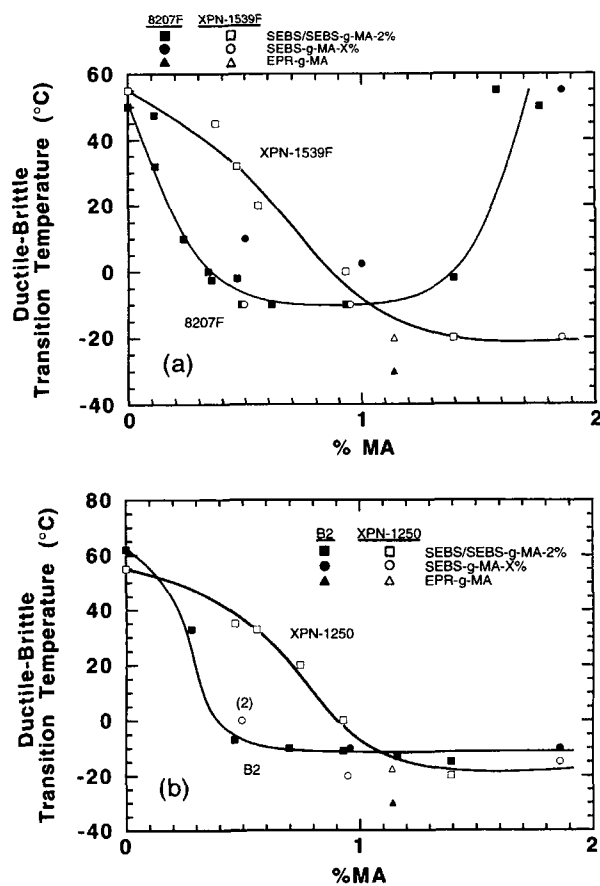 8207F XPN-1539F
SEBS/SEBS-g-MA-2%
SEBS-g-MA-X%
EPR-g-MA
Ductile-Brittle
Transition Temperature (°C)
60
40
20
0
-20
-40
XPN-1539F
8207F
(a)
0 1 2
% MA
Ductile-Brittle
Transition Temperature (°C)
80
60
40
20
0
-20
-40
B2 XPN-1250
SEBS/SEBS-g-MA-2%
SEBS-g-MA-X%
EPR-g-MA
XPN-1250
(2)
B2
(b)
0 1 2
%MA